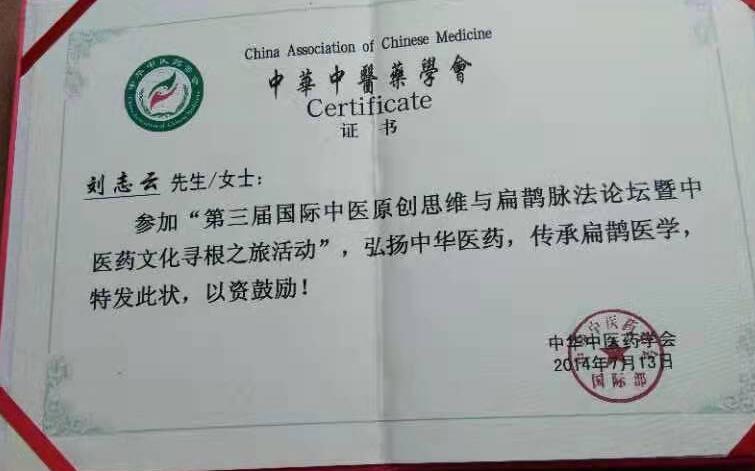 China Association of Chinese Medicine
中華中醫藥學會
Certificate
证书
刘志云 先生/女士：
参加“第三届国际中医原创思维与扁鹊脉法论坛暨中
医药文化寻根之旅活动”，弘扬中华医药，传承扁鹊医学，
特发此状，以资鼓励！
中华中医药学会
2014年7月13日
国际部